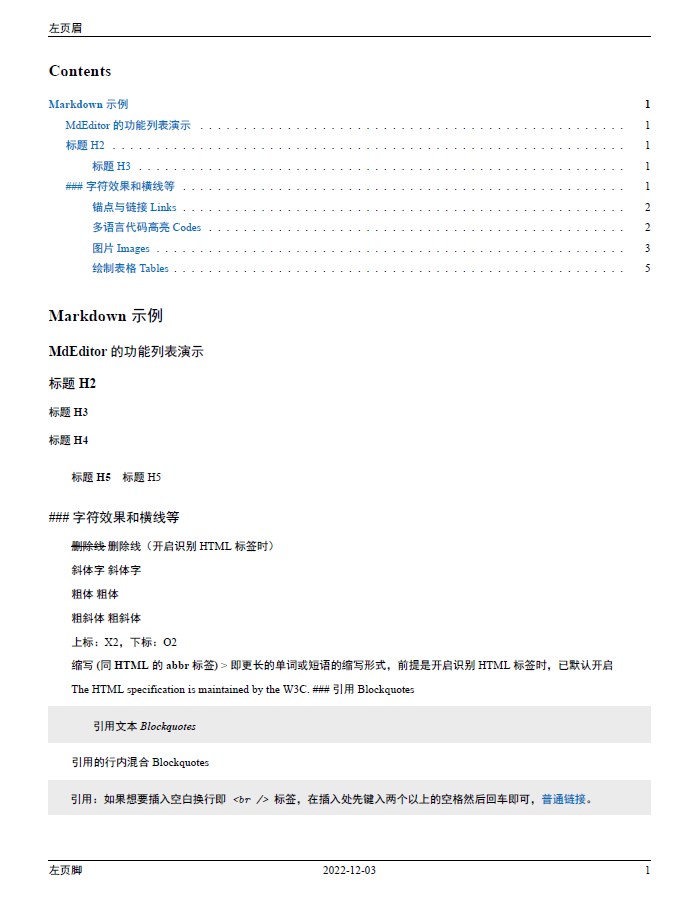 左页眉
Contents
Markdown 示例 1
MdEditor 的功能列表演示 . . . . . . . . . . . . . . . . . . . . . . . . . . . . . . . . . . . . . . . . . . . . . . . . . 1
标题 H2 . . . . . . . . . . . . . . . . . . . . . . . . . . . . . . . . . . . . . . . . . . . . . . . . . . . . . . . . . . . 1
标题 H3 . . . . . . . . . . . . . . . . . . . . . . . . . . . . . . . . . . . . . . . . . . . . . . . . . . . . . . . . 1
### 字符效果和横线等 . . . . . . . . . . . . . . . . . . . . . . . . . . . . . . . . . . . . . . . . . . . . . . . . . . . 1
锚点与链接 Links . . . . . . . . . . . . . . . . . . . . . . . . . . . . . . . . . . . . . . . . . . . . . . . . . . . 2
多语言代码高亮 Codes . . . . . . . . . . . . . . . . . . . . . . . . . . . . . . . . . . . . . . . . . . . . . . . . 2
图片 Images . . . . . . . . . . . . . . . . . . . . . . . . . . . . . . . . . . . . . . . . . . . . . . . . . . . . . . 3
绘制表格 Tables . . . . . . . . . . . . . . . . . . . . . . . . . . . . . . . . . . . . . . . . . . . . . . . . . . . . 5
Markdown 示例
MdEditor 的功能列表演示
标题 H2
标题 H3
标题 H4
标题 H5 标题 H5
### 字符效果和横线等
删除线 删除线（开启识别 HTML 标签时）
斜体字 斜体字
粗体 粗体
粗斜体 粗斜体
上标：X2，下标：O2
缩写 (同 HTML 的 abbr 标签) > 即更长的单词或短语的缩写形式，前提是开启识别 HTML 标签时，已默认开启
The HTML specification is maintained by the W3C. ### 引用 Blockquotes
引用文本 Blockquotes
引用的行内混合 Blockquotes
引用：如果想要插入空白换行即 <br /> 标签，在插入处先键入两个以上的空格然后回车即可，普通链接。
左页脚 2022-12-03 1